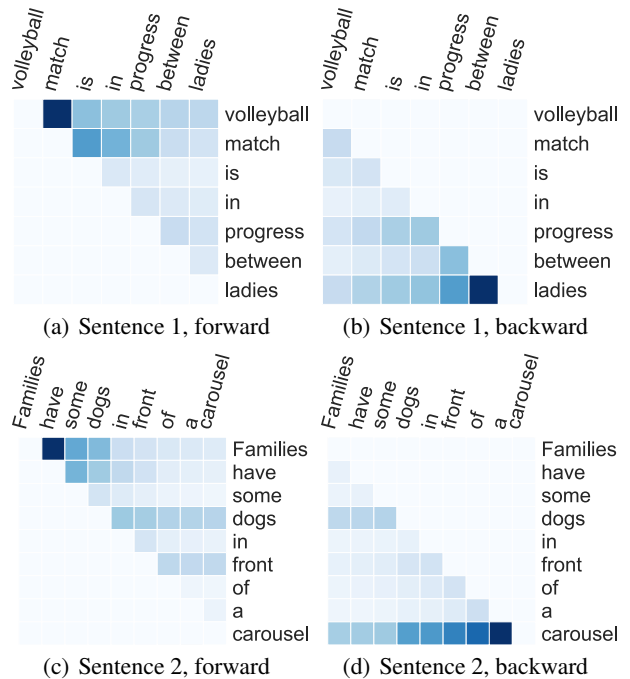 volleyball match is in progress between ladies
volleyball match is in progress between ladies
volleyball
match
is
in
progress
between
ladies
volleyball
match
is
in
progress
between
ladies
(a) Sentence 1, forward
(b) Sentence 1, backward
Families have some dogs in front of a carousel
Families have some dogs in front of a carousel
Families
have
some
dogs
in
front
of
a
carousel
Families
have
some
dogs
in
front
of
a
carousel
(c) Sentence 2, forward
(d) Sentence 2, backward